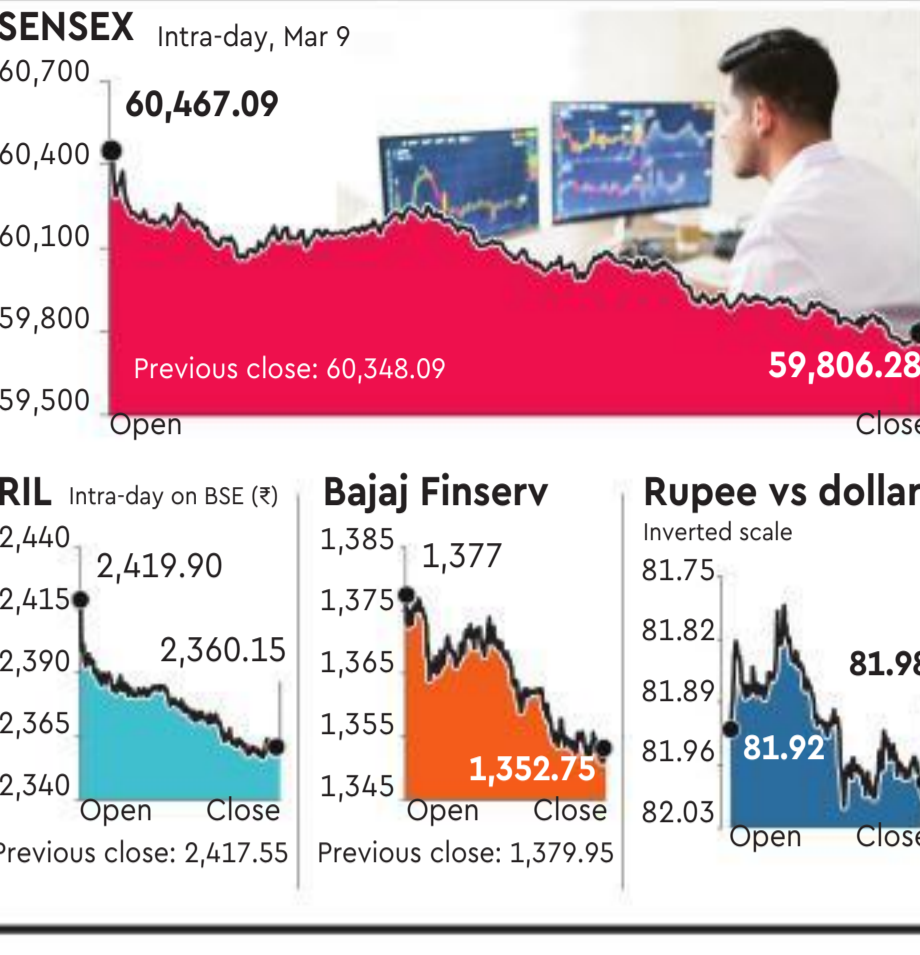 SENSEX Intra-day, Mar 9
60,700
60,467.09
60,400
60,100
59,800
Previous close: 60,348.09
59,806.28
59,500
Open Close
RIL Intra-day on BSE (₹)
2,440
2,419.90
2,415
2,360.15
2,390
2,365
2,340
Open Close
Previous close: 2,417.55
Bajaj Finserv
1,385
1,377
1,375
1,365
1,355
1,352.75
1,345
Open Close
Previous close: 1,379.95
Rupee vs dollar
Inverted scale
81.75
81.82
81.98
81.89
81.92
81.96
82.03
Open Close